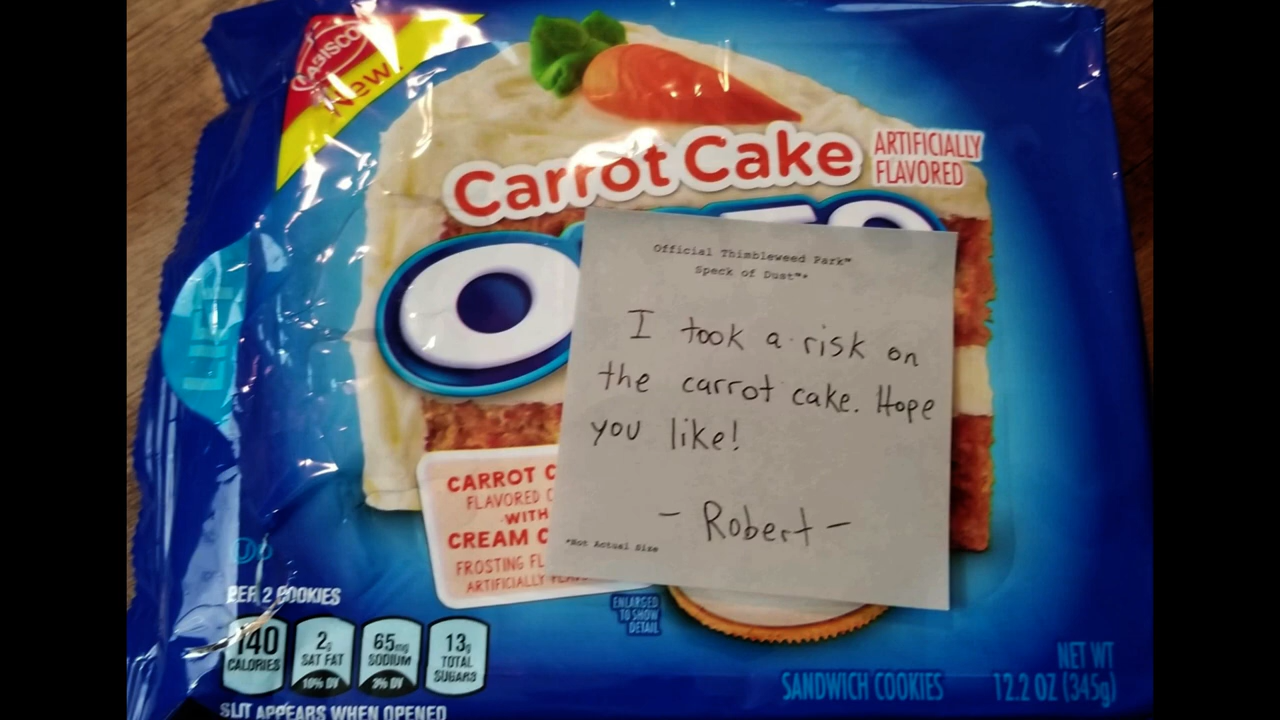 NABISCO
New!
Carrot Cake
ARTIFICIALLY
FLAVORED
Official Thimbleweed Park™
Speck of Dust™*
I took a risk on
the carrot cake. Hope
you like!
- Robert -
*Not Actual Size
LIFT
CARROT C
FLAVORED
WITH
CREAM C
FROSTING FL
ARTIFICIALLY
ENLARGED
TO SHOW
DETAIL
PER 2 COOKIES
140
CALORIES
2g
SAT FAT
10% DV
65mg
SODIUM
3% DV
13g
TOTAL
SUGARS
SLIT APPEARS WHEN OPENED
SANDWICH COOKIES
NET WT
12.2 OZ (345g)